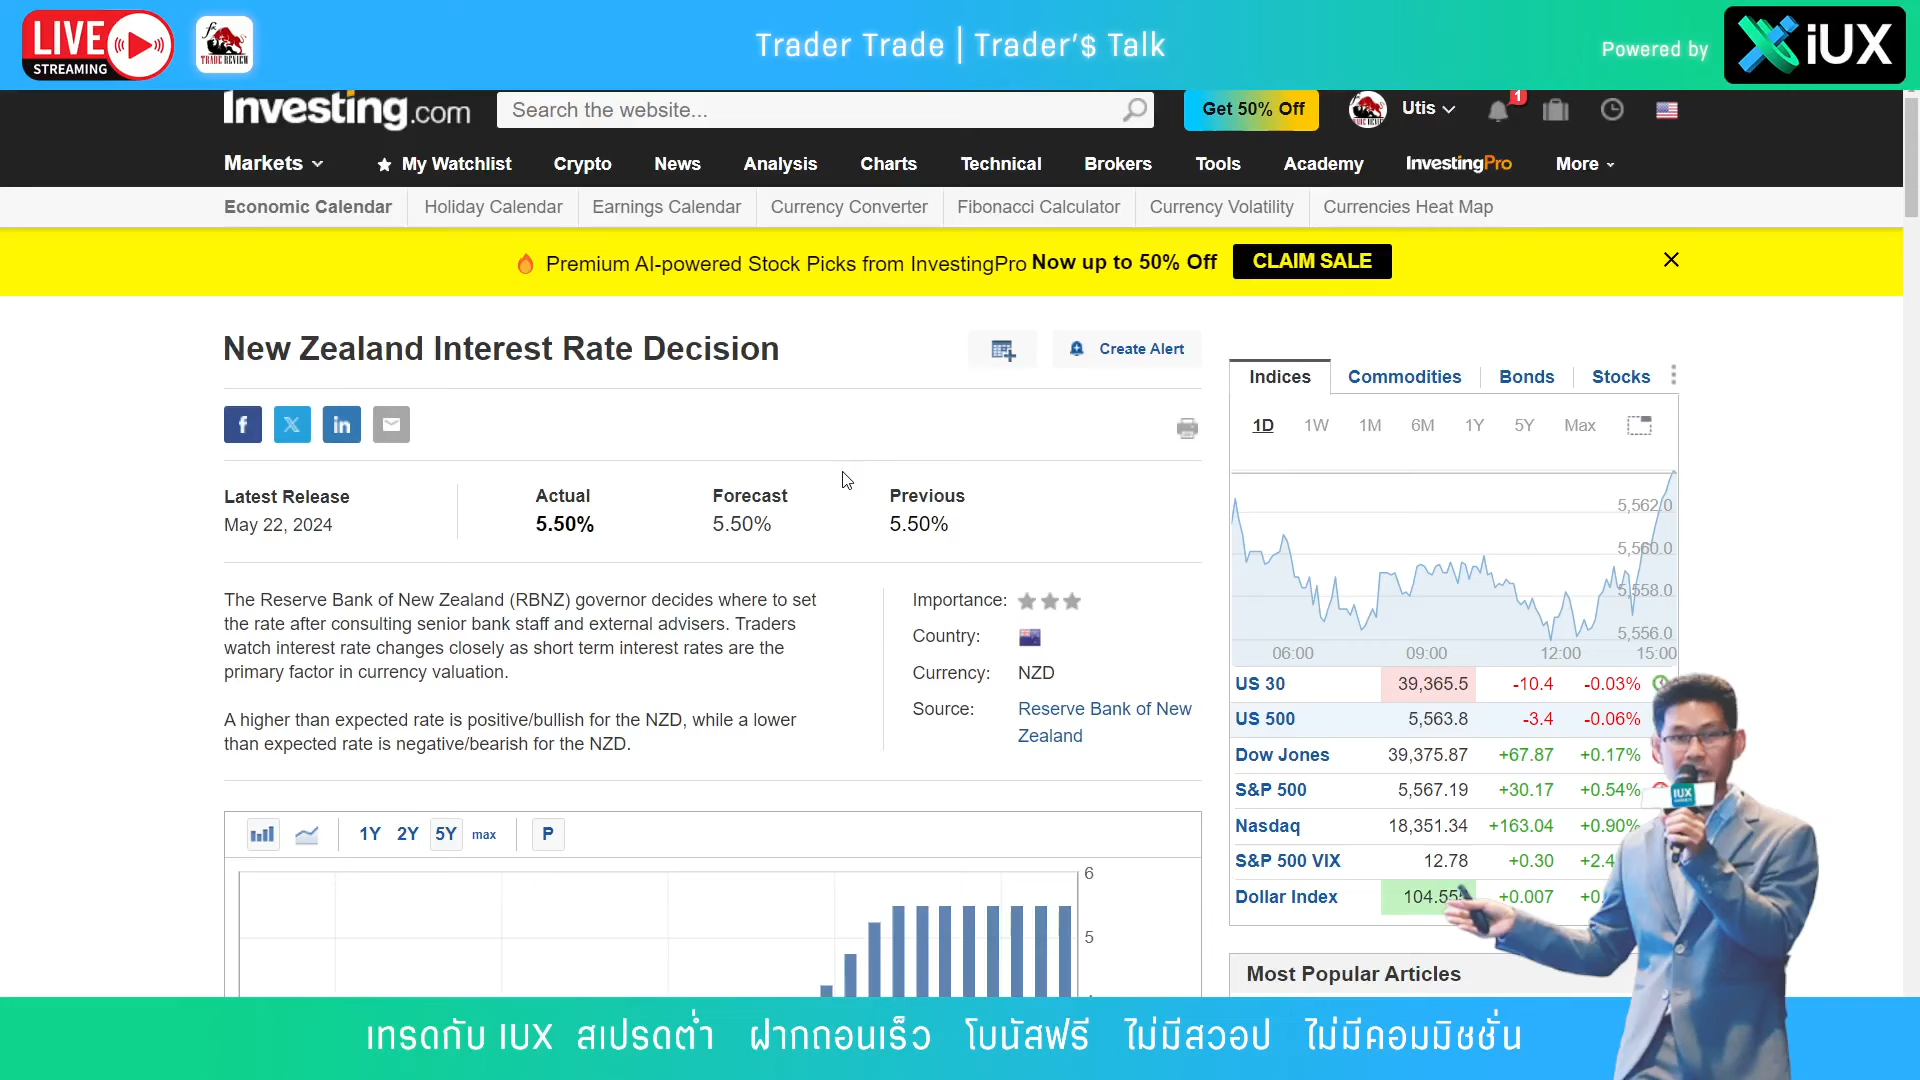 LIVE
STREAMING
TRADE REVIEW
Trader Trade | Trader'$ Talk
Powered by
iUX
Investing.com
Search the website...
Get 50% Off
Utis
1
Markets
My Watchlist
Crypto
News
Analysis
Charts
Technical
Brokers
Tools
Academy
InvestingPro
More
Economic Calendar
Holiday Calendar
Earnings Calendar
Currency Converter
Fibonacci Calculator
Currency Volatility
Currencies Heat Map
Premium AI-powered Stock Picks from InvestingPro Now up to 50% Off
CLAIM SALE
New Zealand Interest Rate Decision
Create Alert
Latest Release
May 22, 2024
Actual
5.50%
Forecast
5.50%
Previous
5.50%
The Reserve Bank of New Zealand (RBNZ) governor decides where to set
the rate after consulting senior bank staff and external advisers. Traders
watch interest rate changes closely as short term interest rates are the
primary factor in currency valuation.
A higher than expected rate is positive/bullish for the NZD, while a lower
than expected rate is negative/bearish for the NZD.
Importance:
Country:
Currency: NZD
Source: Reserve Bank of New
Zealand
1Y 2Y 5Y max P
6
5
Indices
Commodities
Bonds
Stocks
1D 1W 1M 6M 1Y 5Y Max
5,562.0
5,560.0
5,558.0
5,556.0
06:00 09:00 12:00 15:00
US 30 39,365.5 -10.4 -0.03%
US 500 5,563.8 -3.4 -0.06%
Dow Jones 39,375.87 +67.87 +0.17%
S&P 500 5,567.19 +30.17 +0.54%
Nasdaq 18,351.34 +163.04 +0.90%
S&P 500 VIX 12.78 +0.30 +2.4
Dollar Index 104.55 +0.007 +0.
IUX
Most Popular Articles
เทรดกับ IUX สเปรดต่ำ ฝากถอนเร็ว โบนัสฟรี ไม่มีสวอป ไม่มีคอมมิชชั่น